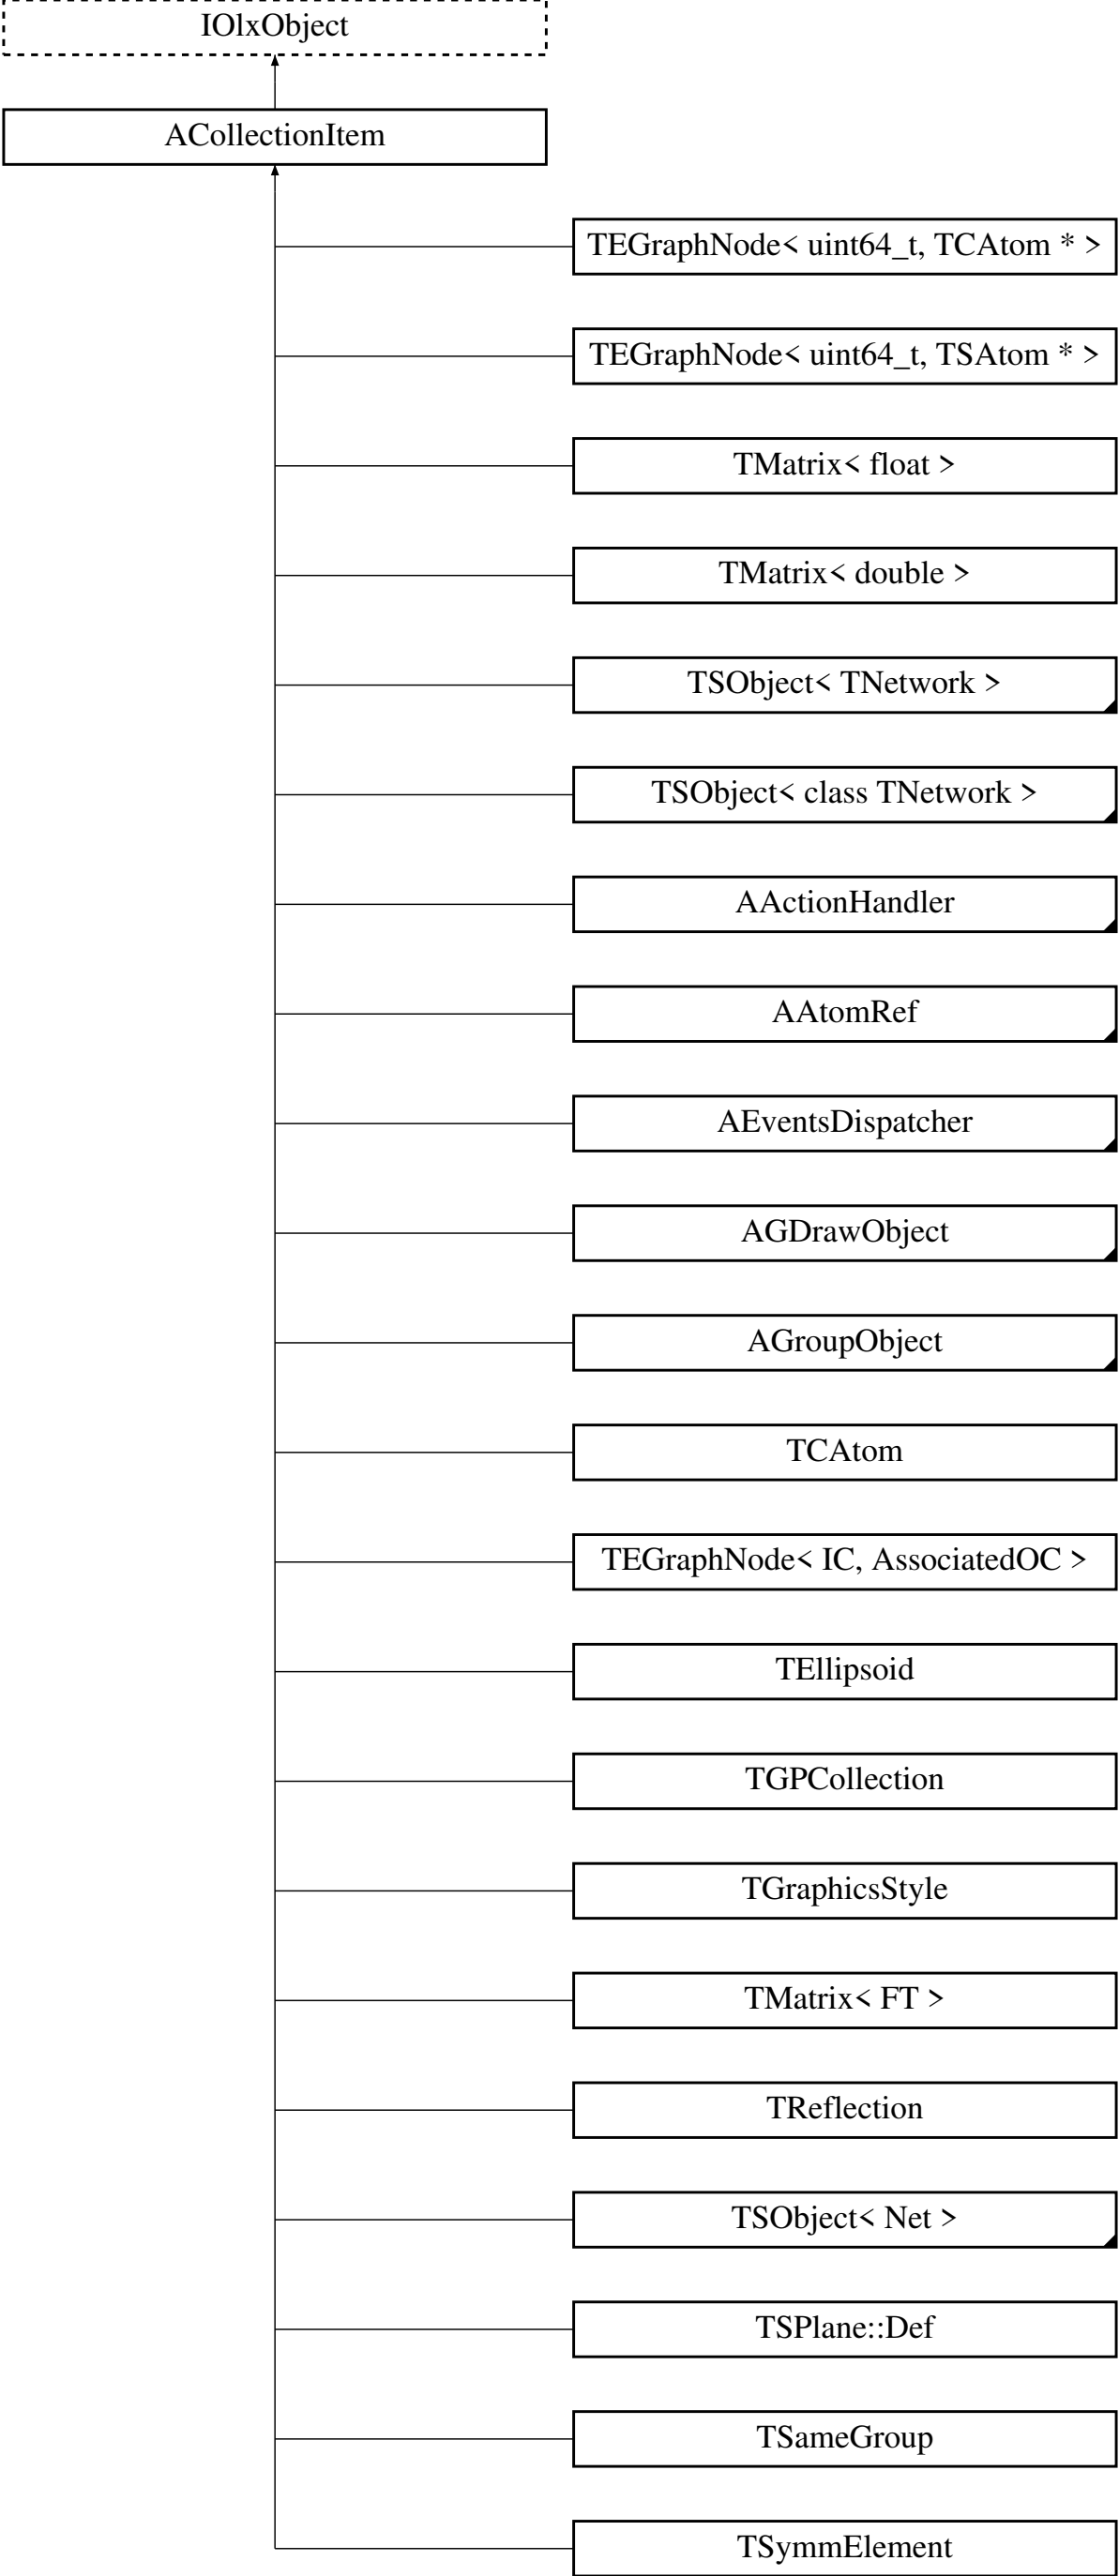 IOlxObject
ACollectionItem
TEGraphNode< uint64_t, TCAtom * >
TEGraphNode< uint64_t, TSAtom * >
TMatrix< float >
TMatrix< double >
TSObject< TNetwork >
TSObject< class TNetwork >
AActionHandler
AAtomRef
AEventsDispatcher
AGDrawObject
AGroupObject
TCAtom
TEGraphNode< IC, AssociatedOC >
TEllipsoid
TGPCollection
TGraphicsStyle
TMatrix< FT >
TReflection
TSObject< Net >
TSPlane::Def
TSameGroup
TSymmElement